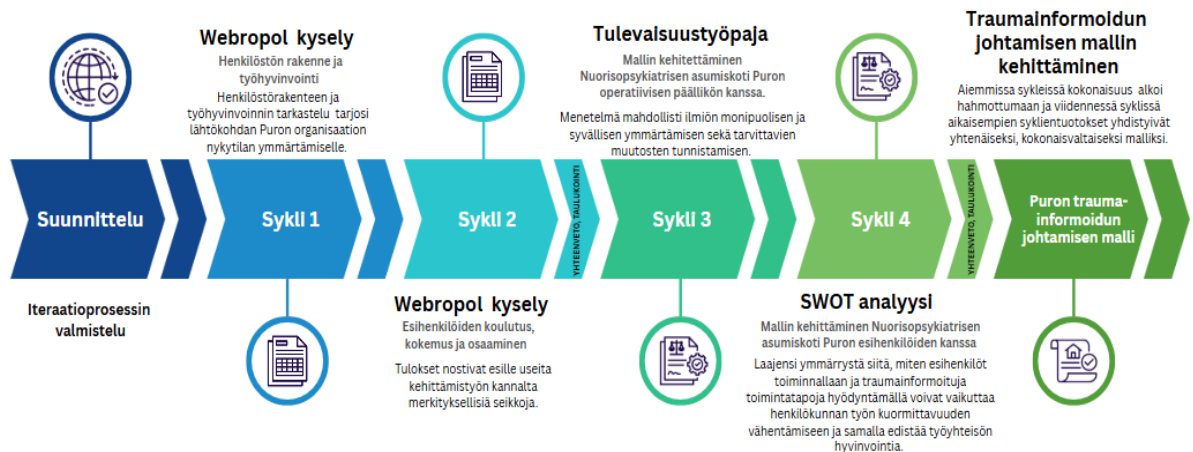 Webropol kysely
Henkilöstön rakenne ja
työhyvinvointi
Henkilöstörakenteen ja
työhyvinvoinnin tarkastelu tarjosi
lähtökohdan Puron organisaation
nykytilan ymmärtämiselle.
Tulevaisuustyöpaja
Mallin kehitettäminen
Nuorisopsykiatrisen asumiskoti Puron
operatiivisen päällikön kanssa.
Menetelmä mahdollisti ilmiön monipuolisen ja
syvällisen ymmärtämisen sekä tarvittavien
muutosten tunnistamisen.
Traumainformoidun
johtamisen mallin
kehittäminen
Aiemmissa sykleissä kokonaisuus alkoi
hahmottumaan ja viidennessä syklissä
aikaisempien syklientuotokset yhdistyivät
yhtenäiseksi, kokonaisvaltaiseksi malliksi.
Suunnittelu
Sykli 1
Sykli 2
YHTEENVETO, TAULUKOINTI
Sykli 3
Sykli 4
YHTEENVETO, TAULUKOINTI
Puron trauma-
informoidun
johtamisen malli
Iteraatioprosessin
valmistelu
Webropol kysely
Esihenkilöiden koulutus,
kokemus ja osaaminen
Tulokset nostivat esille useita
kehittämistyön kannalta
merkityksellisiä seikkoja.
SWOT analyysi
Mallin kehittäminen Nuorisopsykiatrisen
asumiskoti Puron esihenkilöiden kanssa
Laajensi ymmärrystä siitä, miten esihenkilöt
toiminnallaan ja traumainformoituja
toimintatapoja hyödyntämällä voivat vaikuttaa
henkilökunnan työn kuormittavuuden
vähentämiseen ja samalla edistää työyhteisön
hyvinvointia.